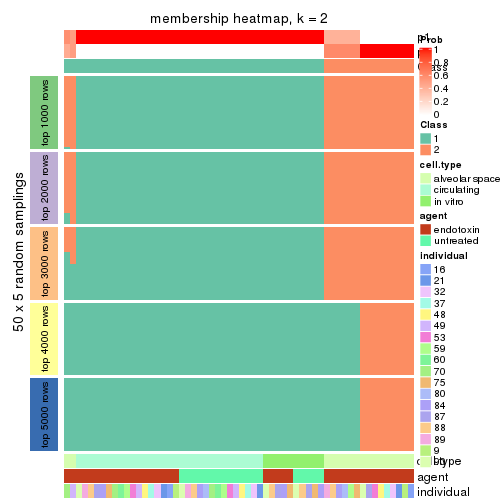 membership heatmap, k = 2
50 x 5 random samplings
top 1000 rows
top 2000 rows
top 3000 rows
top 4000 rows
top 5000 rows
p1
Class
cell.type
agent
individual
Prob
1
0.8
0.6
0.4
0.2
0
Class
1
2
cell.type
alveolar space
circulating
in vitro
agent
endotoxin
untreated
individual
16
21
32
37
48
49
53
59
60
70
75
80
84
87
88
89
9